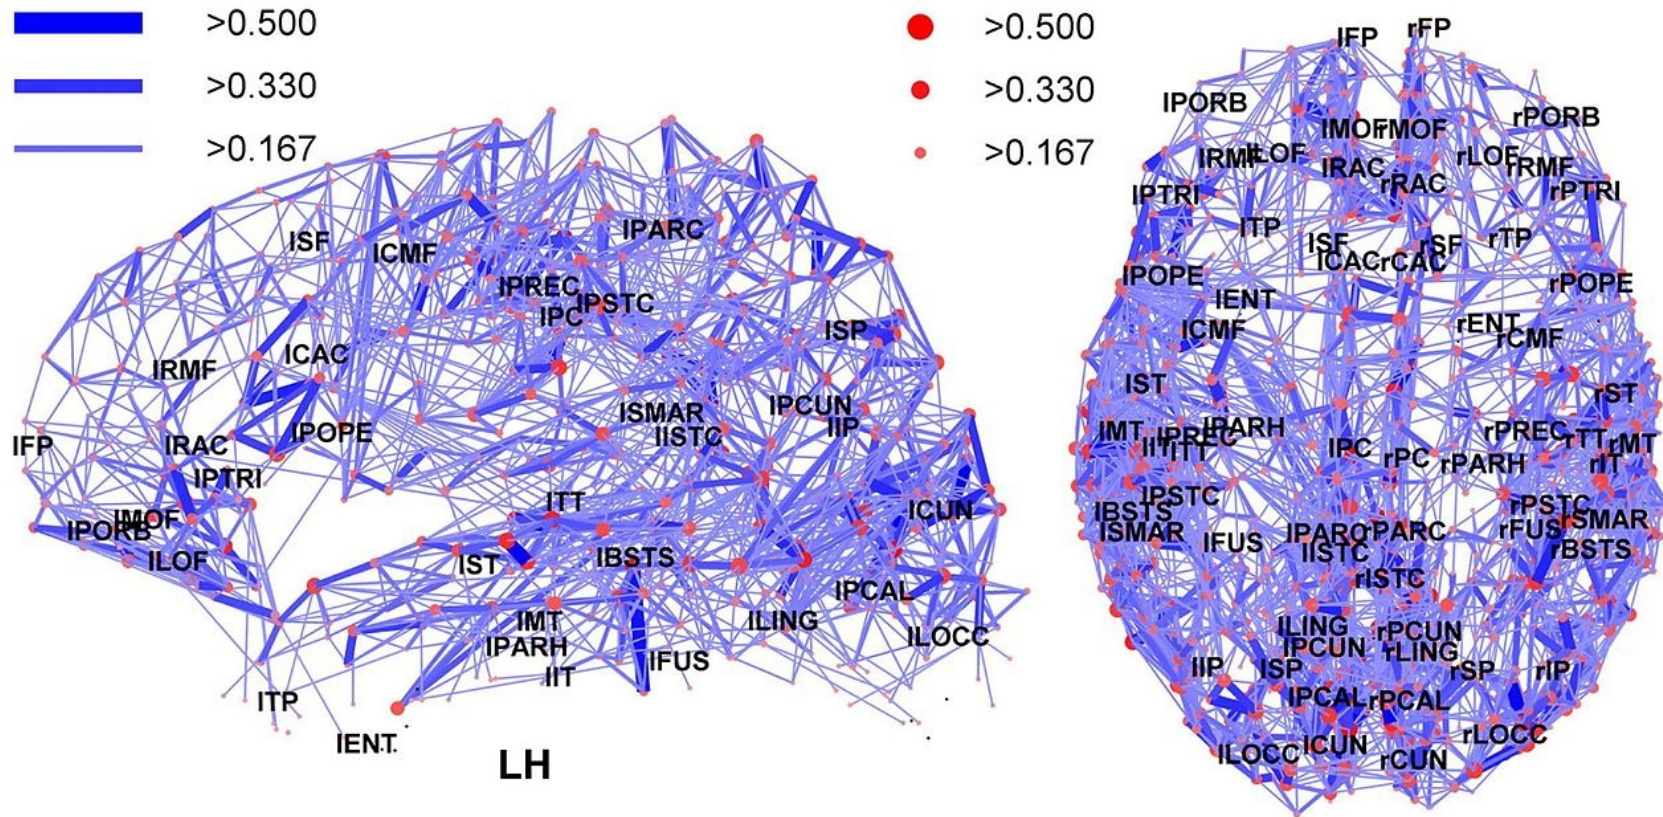 >0.500
>0.330
>0.167
>0.500
>0.330
>0.167
lSF
lCMF
lPARC
lPREC
lPSTC
lPC
lSP
lCAC
lRMF
lSMAR
lPCUN
lISTC
lIP
lFP
lRAC
lPOPE
lPTRI
lTT
lCUN
lMOF
lPORB
lLOF
lST
lBSTS
lPCAL
lMT
lLING
lPARH
lLOCC
lIT
lFUS
lTP
lENT
LH
lFP
rFP
lPORB
rPORB
lMOF
rMOF
lRMF
lLOF
rLOF
rRMF
lRAC
rRAC
lPTRI
rPTRI
lTP
lSF
rSF
rTP
lCAC
rCAC
lPOPE
rPOPE
lENT
lCMF
rENT
rCMF
lST
rST
lMT
lIT
lPREC
lTT
lPARH
lPC
rPC
rPREC
rPARH
rTT
rMT
rIT
lPSTC
rPSTC
lBSTS
lSMAR
rSMAR
lFUS
lPARC
rPARC
rFUS
rBSTS
lISTC
rISTC
lLING
rPCUN
lPCUN
rLING
lIP
lSP
rSP
rIP
lPCAL
rPCAL
lLOCC
lCUN
rLOCC
rCUN